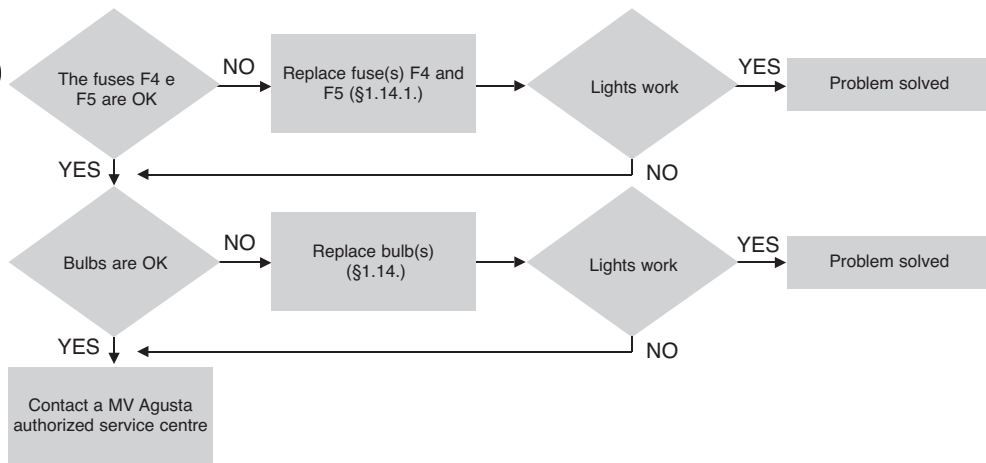 The fuses F4 e
F5 are OK
NO
Replace fuse(s) F4 and
F5 (§1.14.1.)
Lights work
YES
Problem solved
YES
NO
Bulbs are OK
NO
Replace bulb(s)
(§1.14.)
Lights work
YES
Problem solved
YES
NO
Contact a MV Agusta
authorized service centre